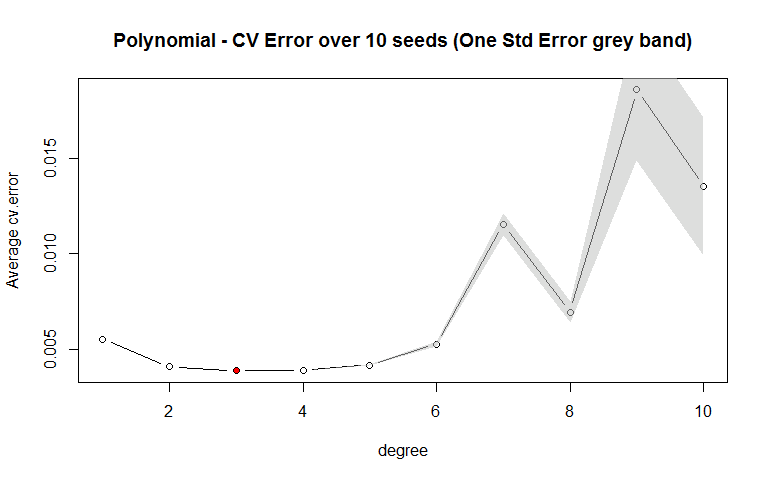 Polynomial - CV Error over 10 seeds (One Std Error grey band)
Average cv.error
0.015
0.010
0.005
2 4 6 8 10
degree